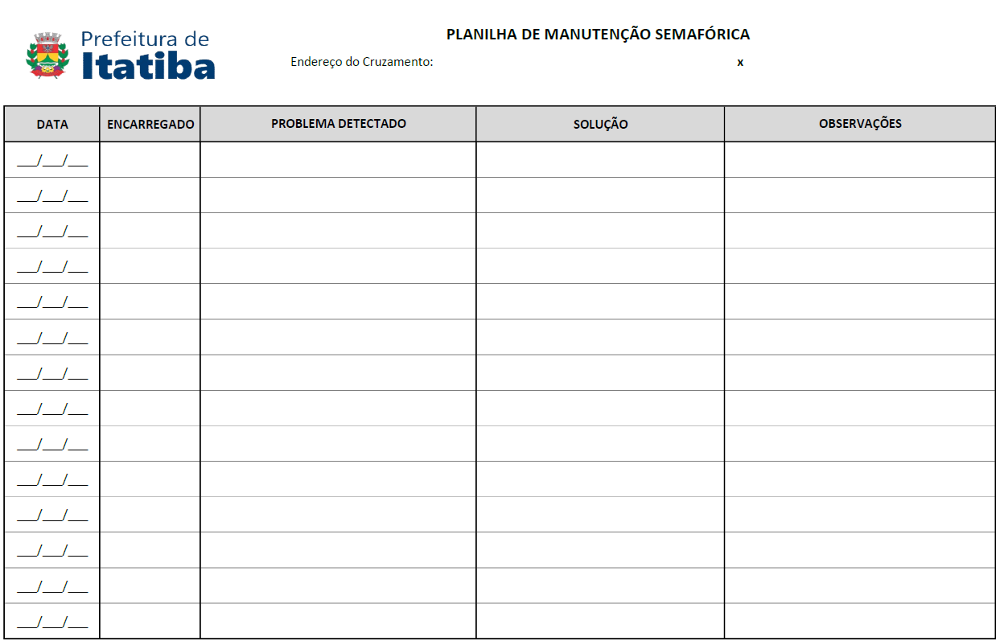 Prefeitura de
Itatiba
PLANILHA DE MANUTENÇÃO SEMAFÓRICA
Endereço do Cruzamento: x
DATA ENCARREGADO PROBLEMA DETECTADO SOLUÇÃO OBSERVAÇÕES
___/___/___
___/___/___
___/___/___
___/___/___
___/___/___
___/___/___
___/___/___
___/___/___
___/___/___
___/___/___
___/___/___
___/___/___
___/___/___
___/___/___